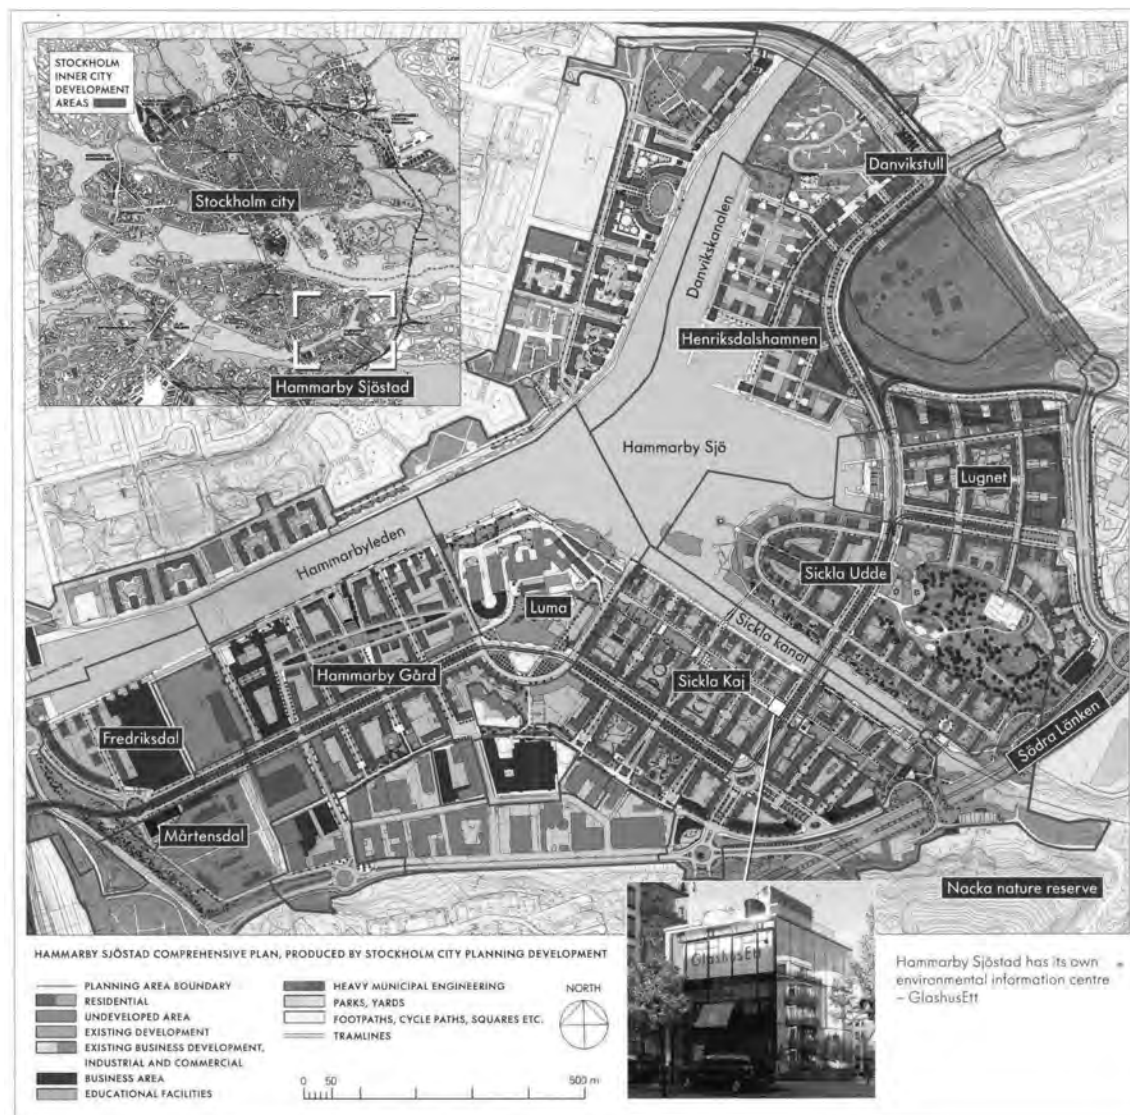 STOCKHOLM
INNER CITY
DEVELOPMENT
AREAS
Stockholm city
Hammarby Sjöstad
Danvikstull
Danvikskanalen
Henriksdalshamnen
Hammarby Sjö
Lugnet
Hammarbyleden
Sickla Udde
Luma
Sickla kanal
Hammarby Gård
Sickla Kaj
Fredriksdal
Södra Länken
Mårtensdal
Nacka nature reserve
HAMMARBY SJÖSTAD COMPREHENSIVE PLAN, PRODUCED BY STOCKHOLM CITY PLANNING DEVELOPMENT
PLANNING AREA BOUNDARY
RESIDENTIAL
UNDEVELOPED AREA
EXISTING DEVELOPMENT
EXISTING BUSINESS DEVELOPMENT,
INDUSTRIAL AND COMMERCIAL
BUSINESS AREA
EDUCATIONAL FACILITIES
HEAVY MUNICIPAL ENGINEERING
PARKS, YARDS
FOOTPATHS, CYCLE PATHS, SQUARES ETC.
TRAMLINES
NORTH
0 50 500 m
GlashusEtt
Hammarby Sjöstad has its own
environmental information centre
– GlashusEtt